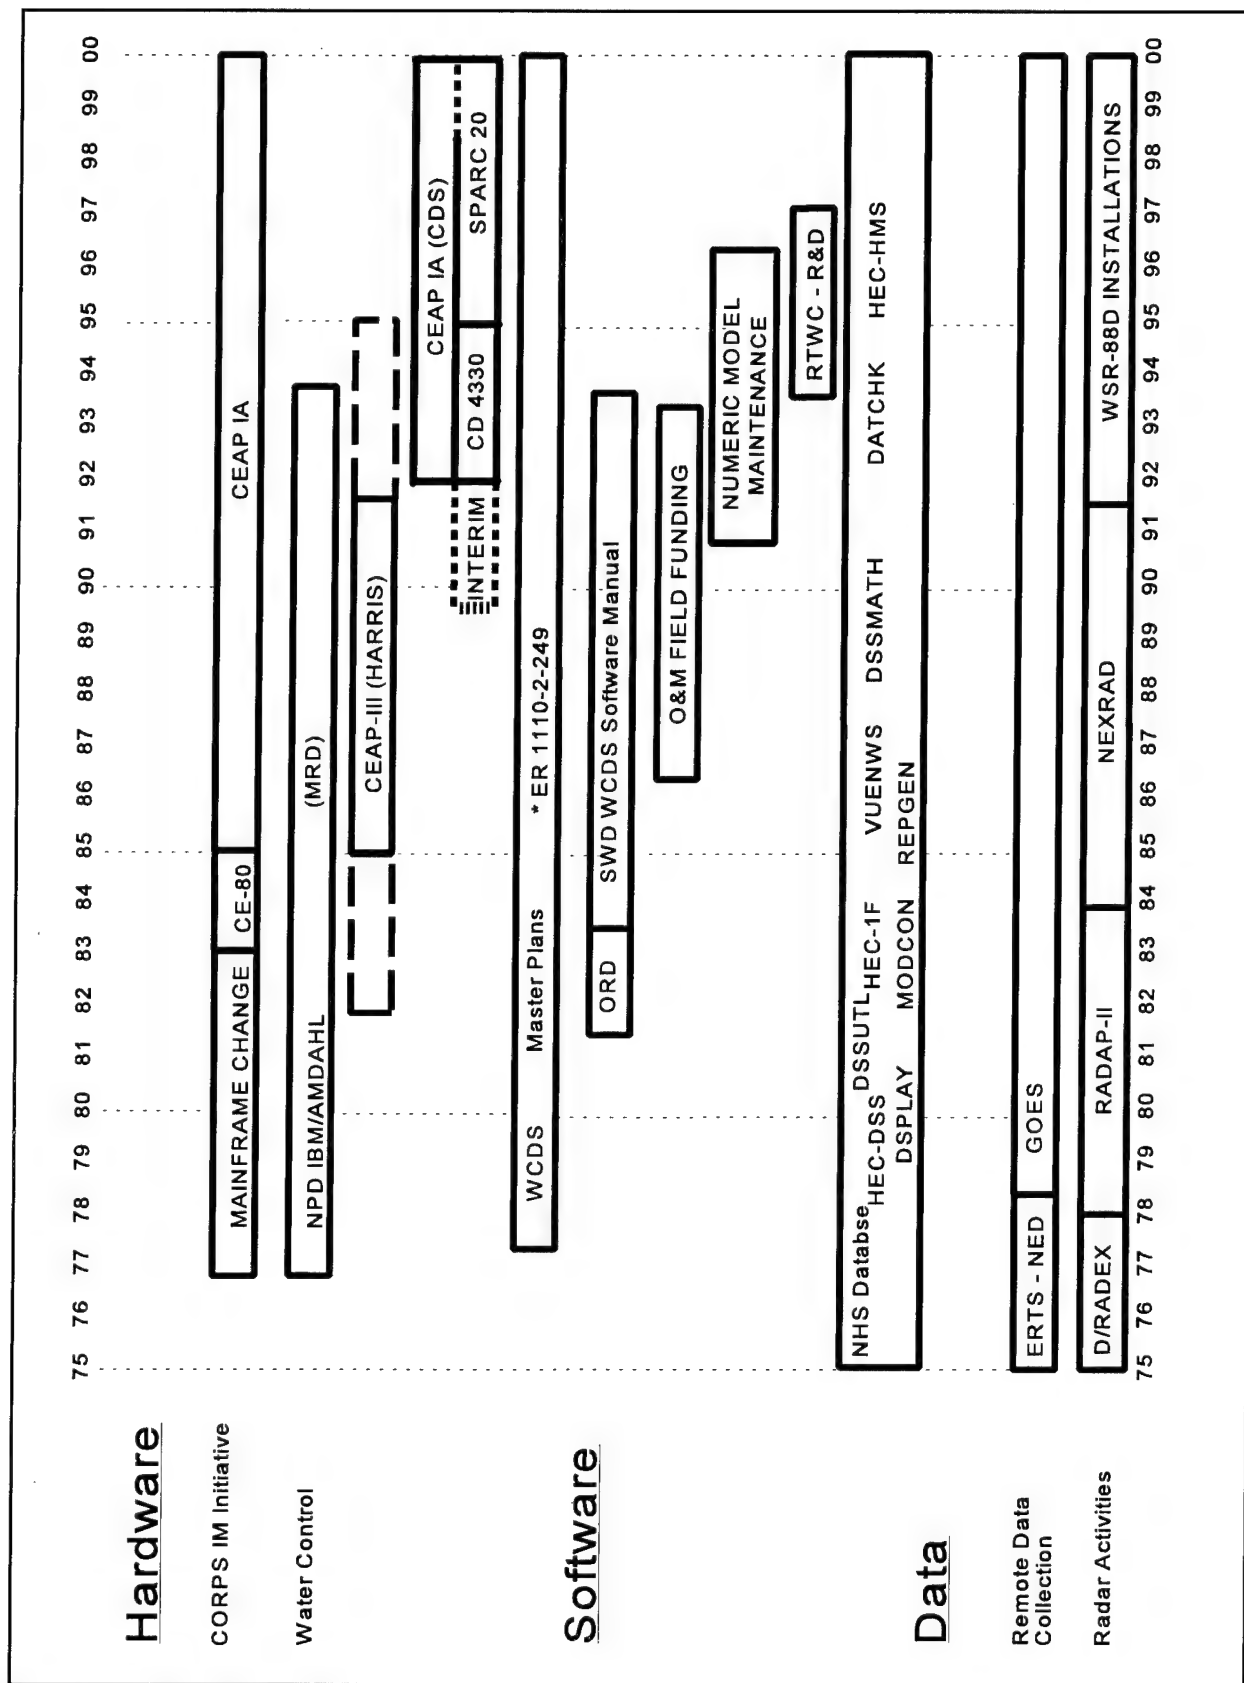 75 76 77 78 79 80 81 82 83 84 85 86 87 88 89 90 91 92 93 94 95 96 97 98 99 00
Hardware
CORPS IM Initiative
MAINFRAME CHANGE CE-80 CEAP IA
Water Control
NPD IBM/AMDAHL (MRD)
CEAP-III (HARRIS)
CEAP IA (CDS)
INTERIM CD 4330 SPARC 20
Software
WCDS Master Plans * ER 1110-2-249
ORD SWD WCDS Software Manual
O&M FIELD FUNDING
NUMERIC MODEL
MAINTENANCE
RTWC - R&D
NHS Databse HEC-DSS DSSUTL HEC-1F VUENWS DSSMATH DATCHK HEC-HMS
DSPLAY MODCON REPGEN
Data
Remote Data
Collection
ERTS - NED GOES
Radar Activities
D/RADEX RADAP-II NEXRAD WSR-88D INSTALLATIONS
75 76 77 78 79 80 81 82 83 84 85 86 87 88 89 90 91 92 93 94 95 96 97 98 99 00